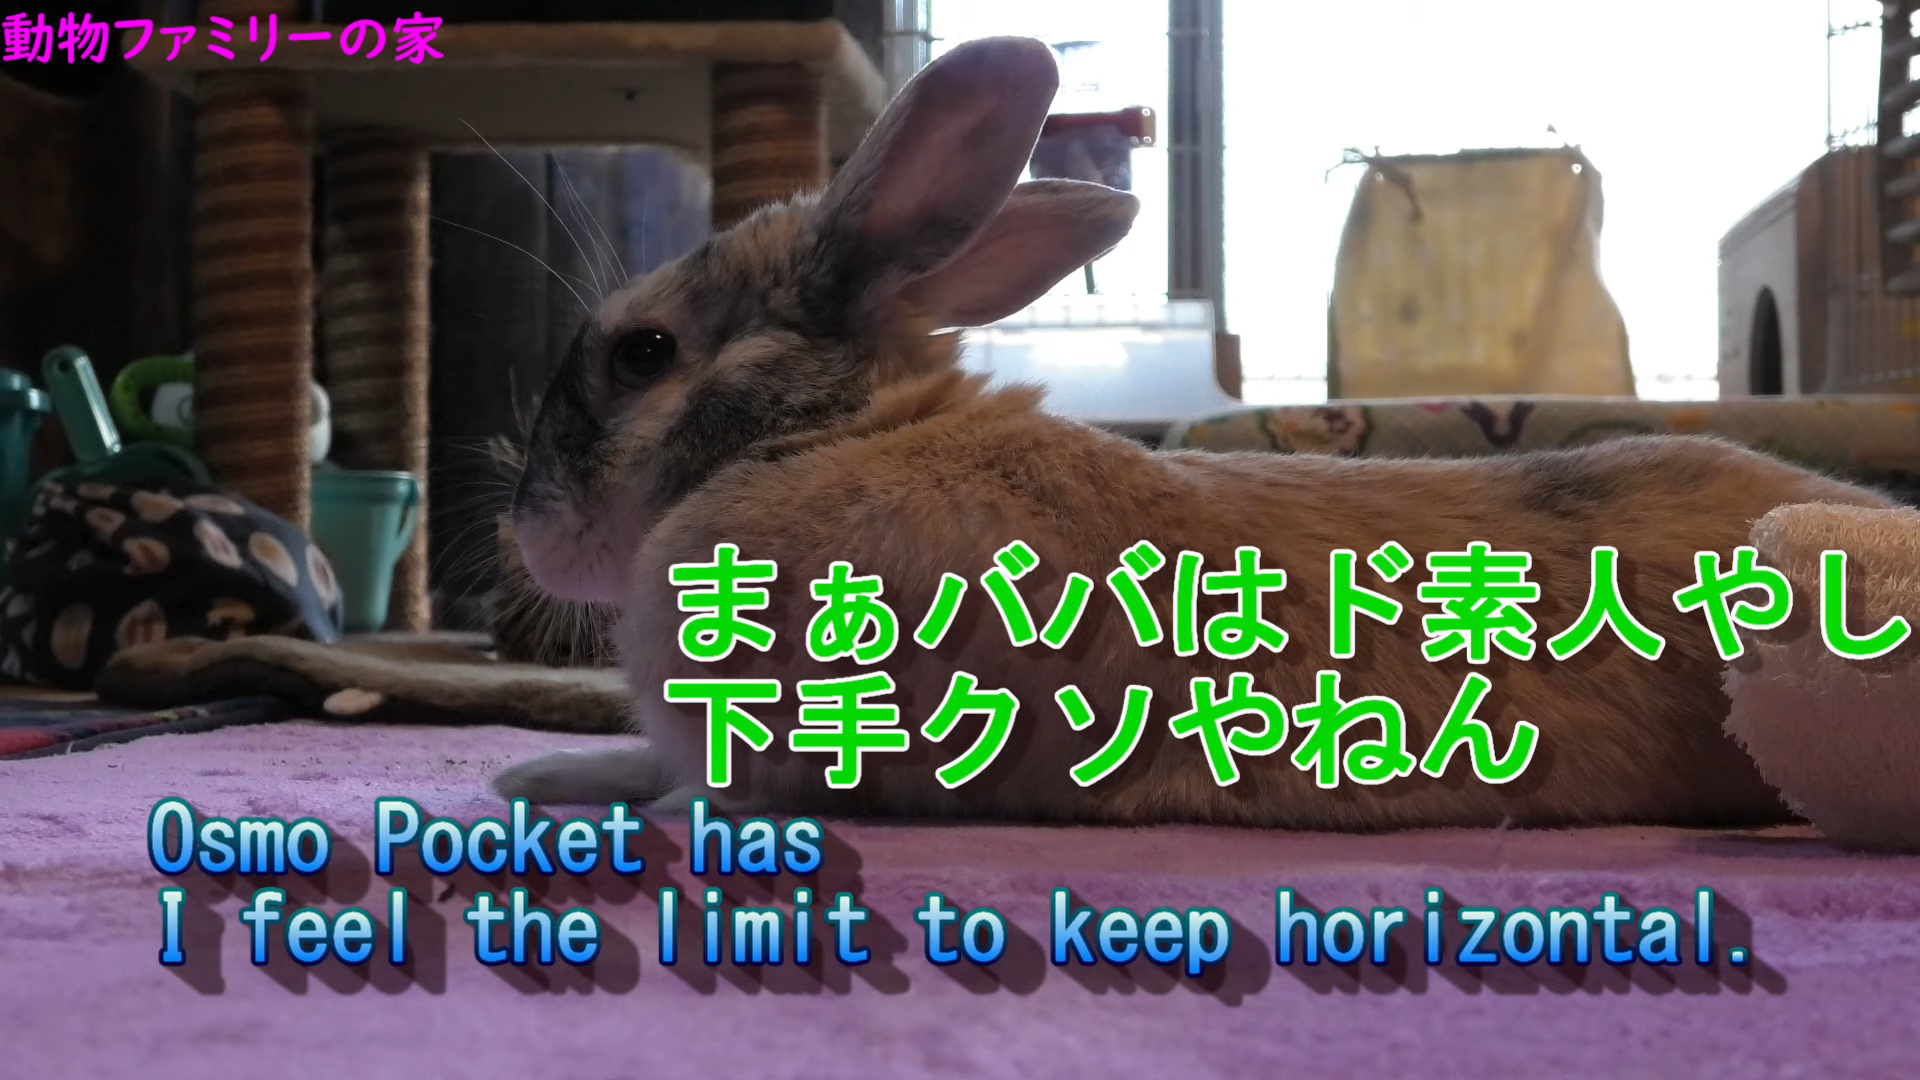 動物ファミリーの家
まぁババはド素人やし
下手クソやねん
Osmo Pocket has
I feel the limit to keep horizontal.